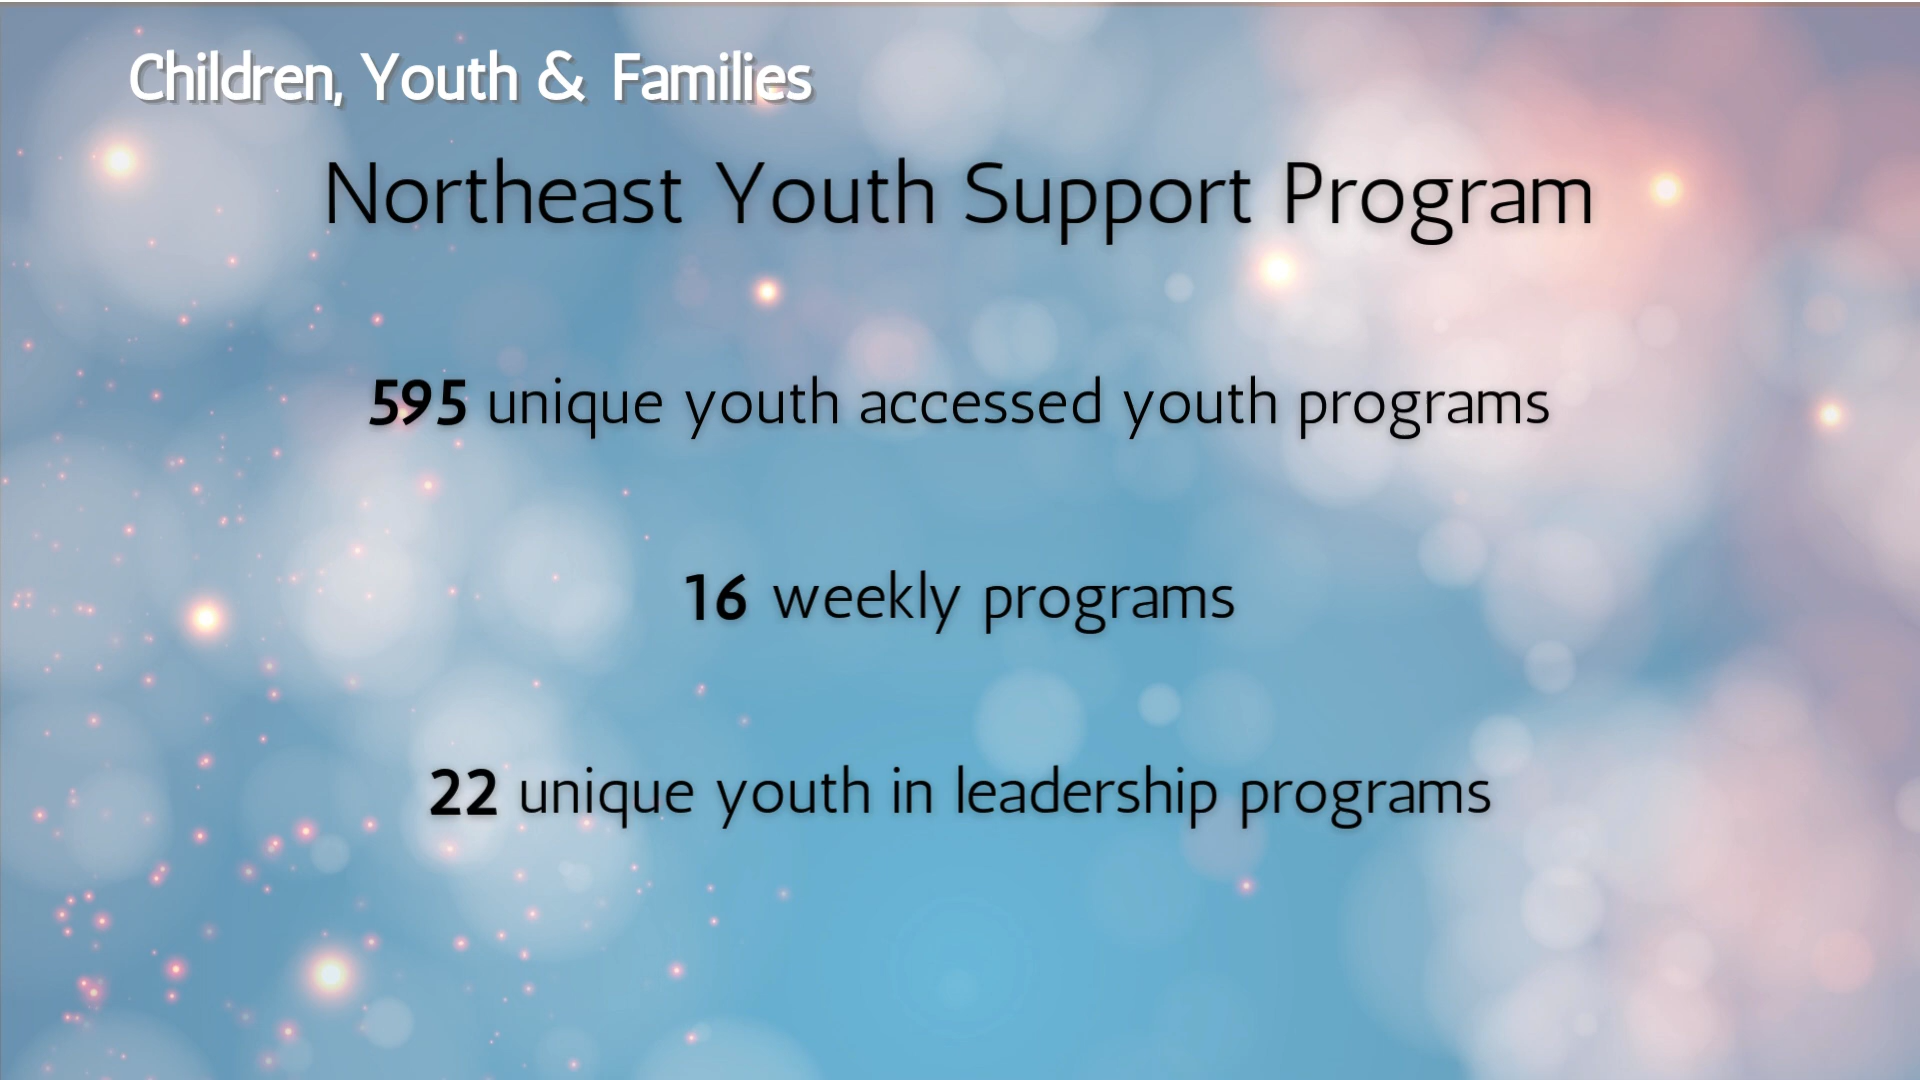 Children, Youth & Families
Northeast Youth Support Program
595 unique youth accessed youth programs
16 weekly programs
22 unique youth in leadership programs